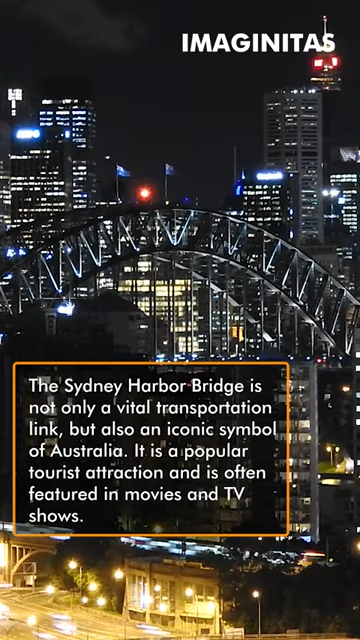 IMAGINITAS
The Sydney Harbor Bridge is
not only a vital transportation
link, but also an iconic symbol
of Australia. It is a popular
tourist attraction and is often
featured in movies and TV
shows.